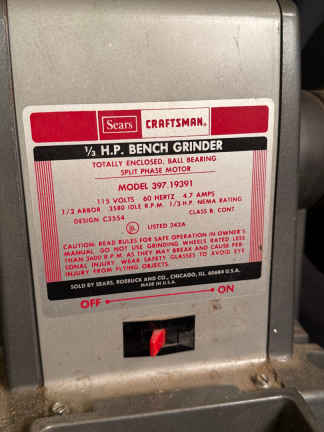 Sears CRAFTSMAN®
1/3 H.P. BENCH GRINDER
TOTALLY ENCLOSED, BALL BEARING
SPLIT PHASE MOTOR
MODEL 397.19391
115 VOLTS 60 HERTZ 4.7 AMPS
1/2 ARBOR 3580 IDLE R.P.M. 1/3 H.P. NEMA RATING
DESIGN C3554 CLASS B. CONT
UL LISTED 242A
CAUTION: READ RULES FOR SAFE OPERATION IN OWNER'S
MANUAL. DO NOT USE GRINDING WHEELS RATED LESS
THAN 3600 R.P.M. AS THEY MAY BREAK AND CAUSE PER-
SONAL INJURY. WEAR SAFETY GLASSES TO AVOID EYE
INJURY FROM FLYING OBJECTS.
SOLD BY SEARS, ROEBUCK AND CO., CHICAGO, ILL. 60684 U.S.A.
MADE IN U.S.A.
OFF ON